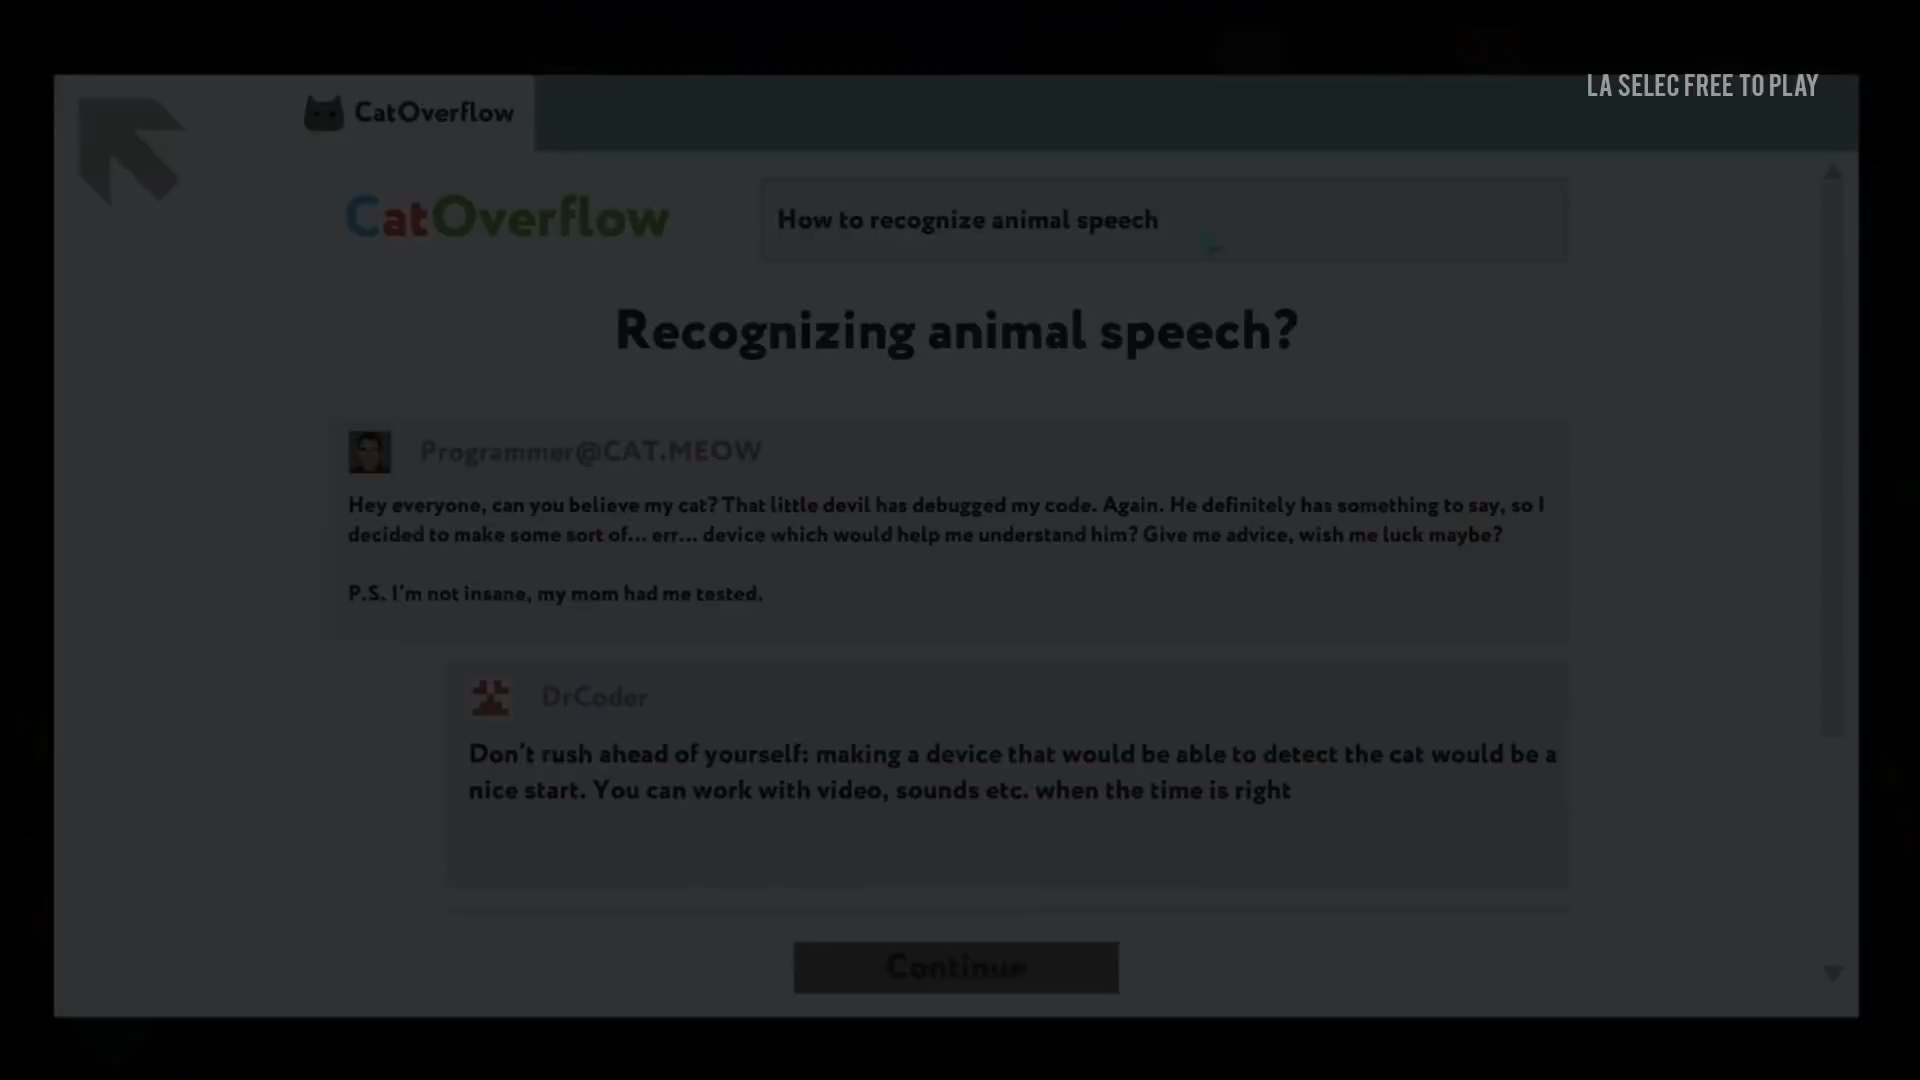 LA SELEC FREE TO PLAY
CatOverflow
CatOverflow
How to recognize animal speech
Recognizing animal speech?
Programmer@CAT.MEOW
Hey everyone, can you believe my cat? That little devil has debugged my code. Again. He definitely has something to say, so I
decided to make some sort of... err... device which would help me understand him? Give me advice, wish me luck maybe?
P.S. I'm not insane, my mom had me tested.
DrCoder
Don't rush ahead of yourself: making a device that would be able to detect the cat would be a
nice start. You can work with video, sounds etc. when the time is right
Continue